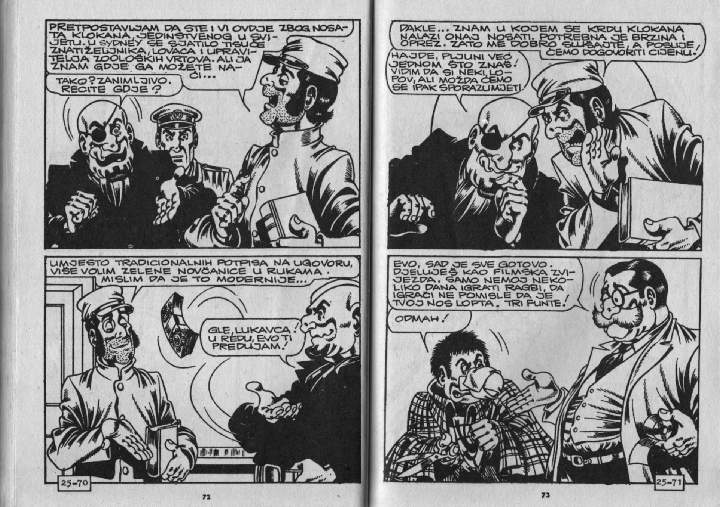 PRETPOSTAVLJAM DA STE I VI OVDJE ZBOG NOSA-
TA KLOKANA, JEDINSTVENOG U SVI-
JETU. U SYDNEY SE SJATILO TISUĆE
ZNATIŽELJNIKA, LOVACA I UPRAVI-
TELJA ZOOLOŠKIH VRTOVA. ALI JA
ZNAM GDJE GA MOŽETE NA-
ĆI...
TAKO? ZANIMLJIVO.
RECITE GDJE?
UMJESTO TRADICIONALNIH POTPISA NA UGOVORU,
VIŠE VOLIM ZELENE NOVČANICE U RUKAMA.
MISLIM DA JE TO MODERNIJE...
GLE, LUKAVCA!
U REDU, EVO TI
PREDUJAM.
25-70
72
DAKLE... ZNAM U KOJEM SE KRDU KLOKANA
NALAZI ONAJ NOSATI. POTREBNA JE BRZINA I
OPREZ. ZATO ME DOBRO SLUŠAJTE, A POSLIJE
ĆEMO DOGOVORITI CIJENU!
HAJDE, PLJUNI VEĆ
JEDNOM ŠTO ZNAŠ.
VIDIM DA SI NEKI LO-
POV, ALI MOŽDA ĆEMO
SE IPAK SPORAZUMJETI
EVO, SAD JE SVE GOTOVO.
DJELUJEŠ KAO FILMSKA ZVI-
JEZDA. SAMO NEMOJ NEKO-
LIKO DANA IGRATI RAGBI, DA
IGRAČI NE POMISLE DA JE
TVOJ NOS LOPTA. TRI FUNTE!
ODMAH!
25-71
73